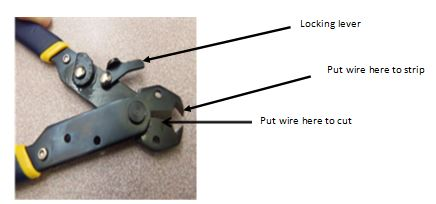 Locking lever
Put wire here to strip
Put wire here to cut